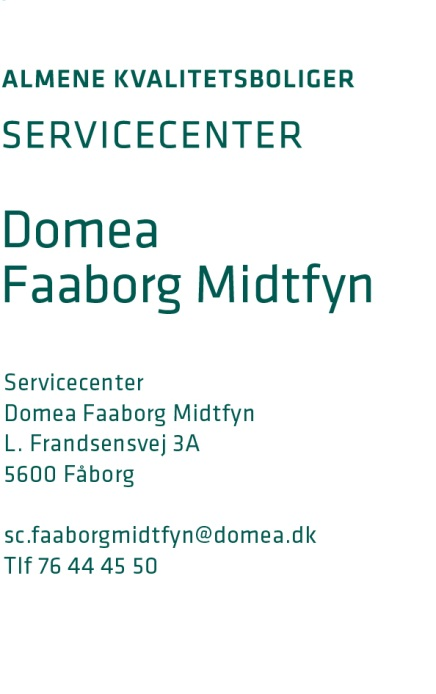 ALMENE KVALITETSBOLIGER
SERVICECENTER
Domea
Faaborg Midtfyn
Servicecenter
Domea Faaborg Midtfyn
L. Frandsensvej 3A
5600 Fåborg
sc.faaborgmidtfyn@domea.dk
Tlf 76 44 45 50